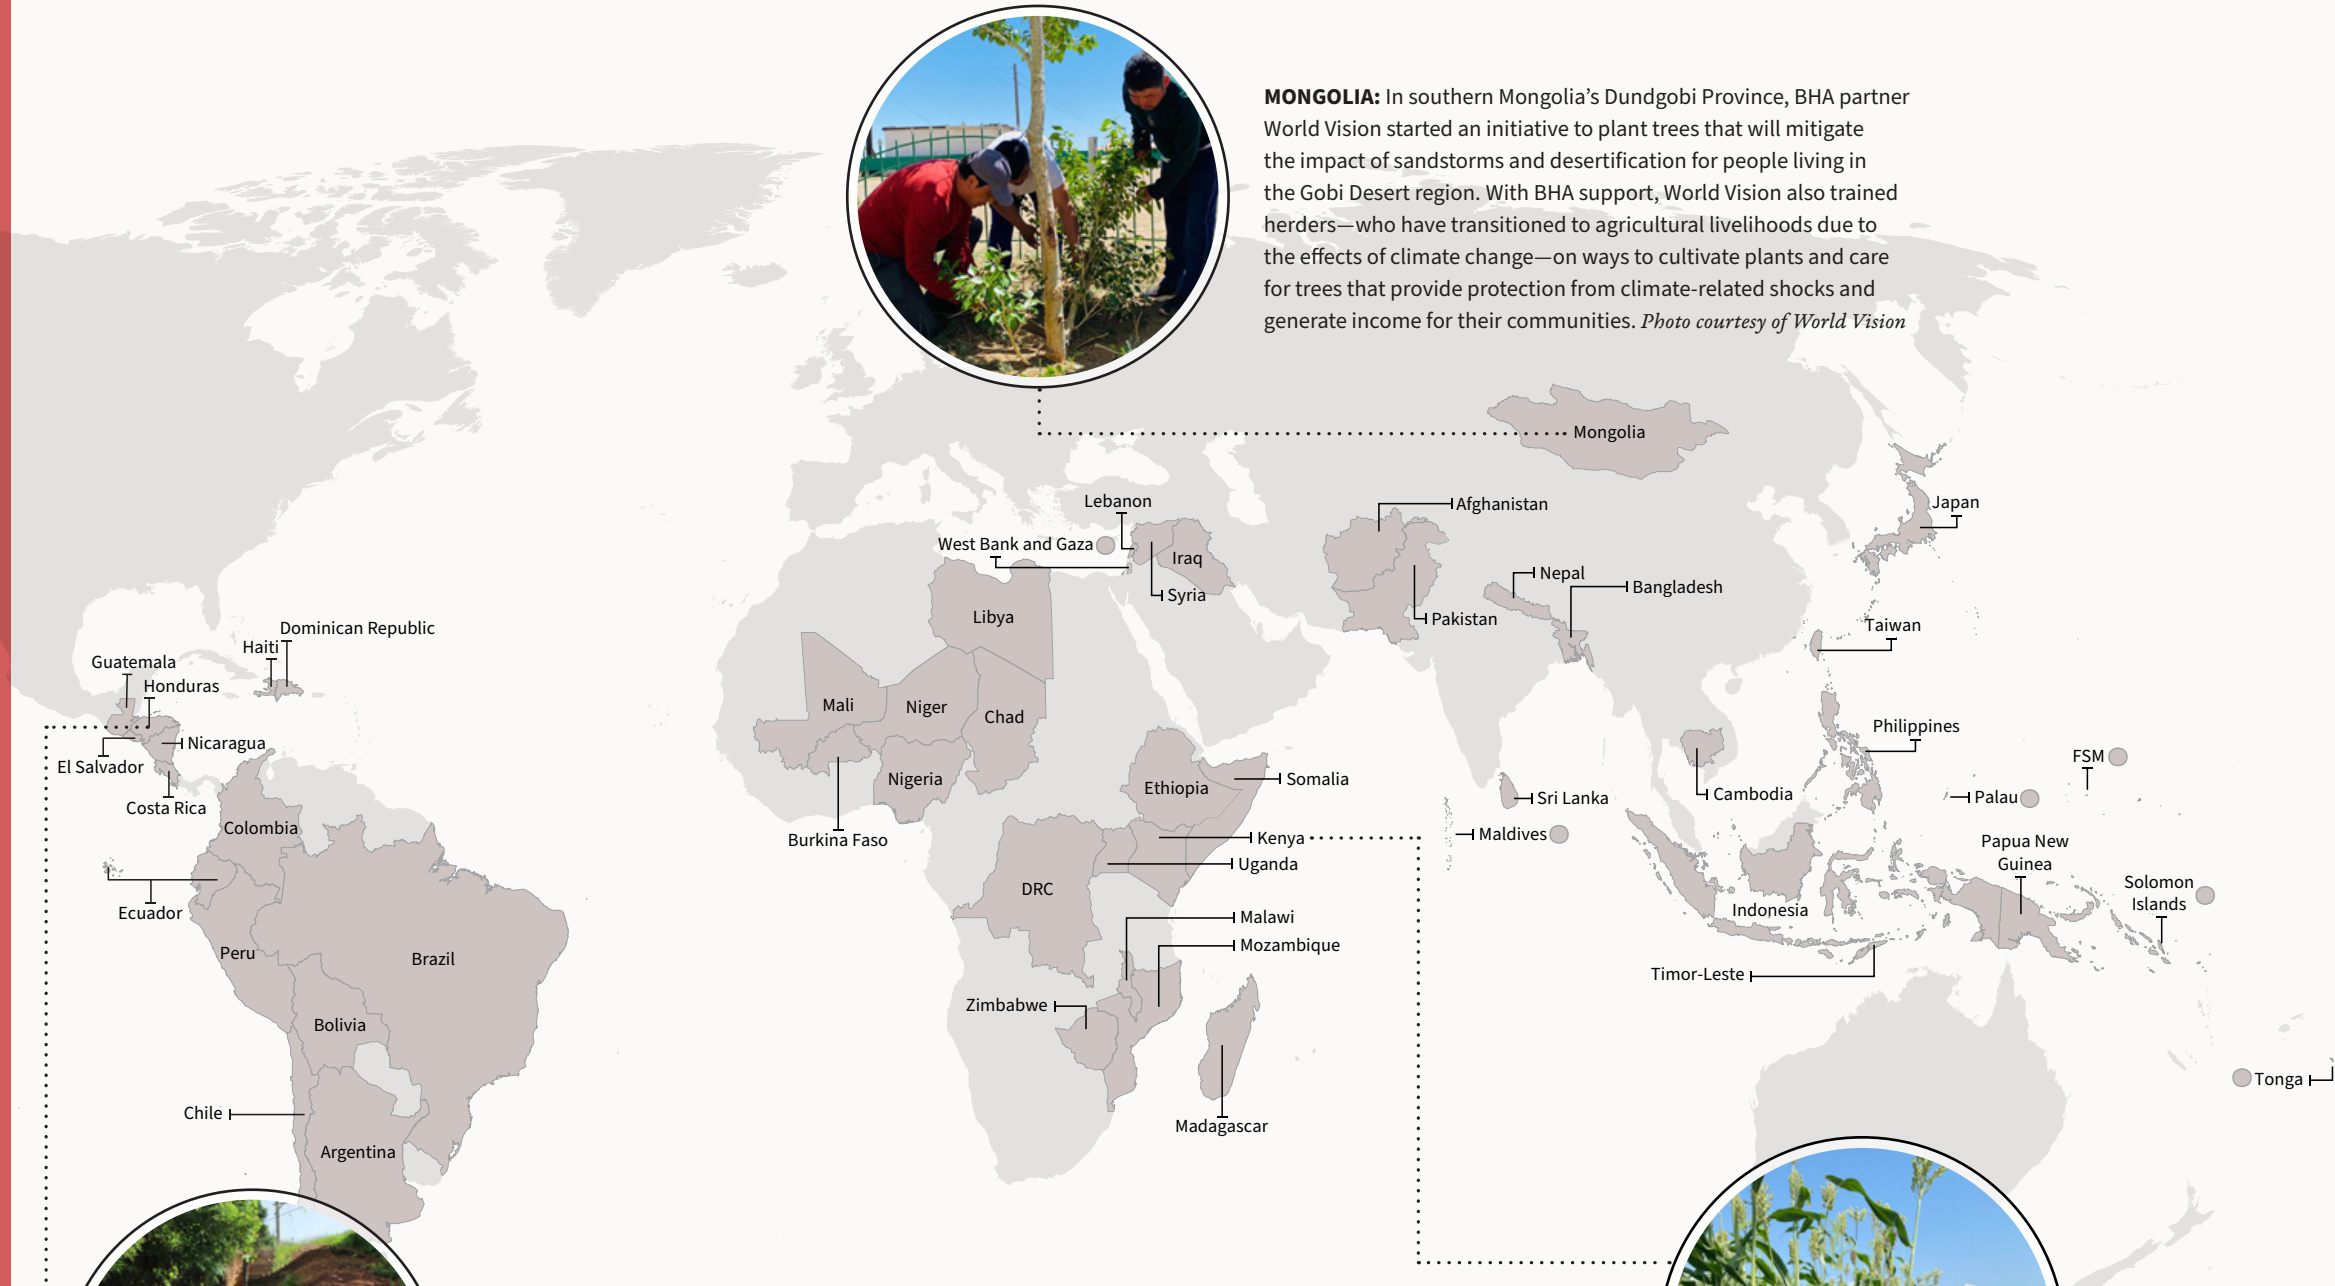 MONGOLIA: In southern Mongolia’s Dundgobi Province, BHA partner
World Vision started an initiative to plant trees that will mitigate
the impact of sandstorms and desertification for people living in
the Gobi Desert region. With BHA support, World Vision also trained
herders—who have transitioned to agricultural livelihoods due to
the effects of climate change—on ways to cultivate plants and care
for trees that provide protection from climate-related shocks and
generate income for their communities. Photo courtesy of World Vision
Mongolia
Lebanon
Afghanistan
Japan
West Bank and Gaza
Iraq
Syria
Nepal
Bangladesh
Libya
Pakistan
Taiwan
Dominican Republic
Haiti
Guatemala
Honduras
Mali
Niger
Chad
Philippines
Nicaragua
El Salvador
FSM
Costa Rica
Nigeria
Ethiopia
Somalia
Sri Lanka
Cambodia
Palau
Colombia
Burkina Faso
Kenya
Maldives
Papua New
Guinea
Uganda
DRC
Solomon
Islands
Ecuador
Malawi
Indonesia
Mozambique
Peru
Brazil
Timor-Leste
Zimbabwe
Bolivia
Tonga
Chile
Madagascar
Argentina